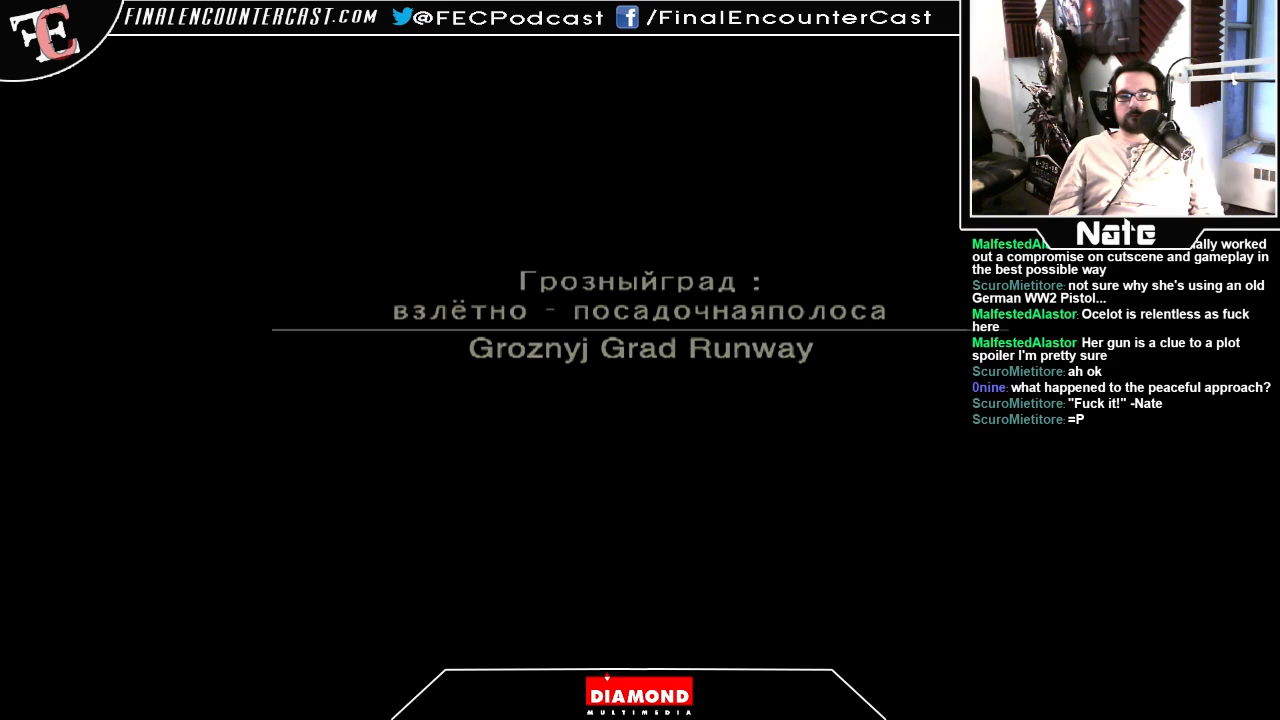 FEC
FINALENCOUNTERCAST.COM @FECPodcast /FinalEncounterCast
Грозныйград :
взлётно - посадочнаяполоса
Groznyj Grad Runway
Nate
ally worked
out a compromise on cutscene and gameplay in
the best possible way
ScuroMietitore: not sure why she's using an old
German WW2 Pistol...
MalfestedAlastor: Ocelot is relentless as fuck
here
MalfestedAlastor Her gun is a clue to a plot
spoiler I'm pretty sure
ScuroMietitore: ah ok
0nine: what happened to the peaceful approach?
ScuroMietitore: "Fuck it!" -Nate
ScuroMietitore: =P
DIAMOND
MULTIMEDIA